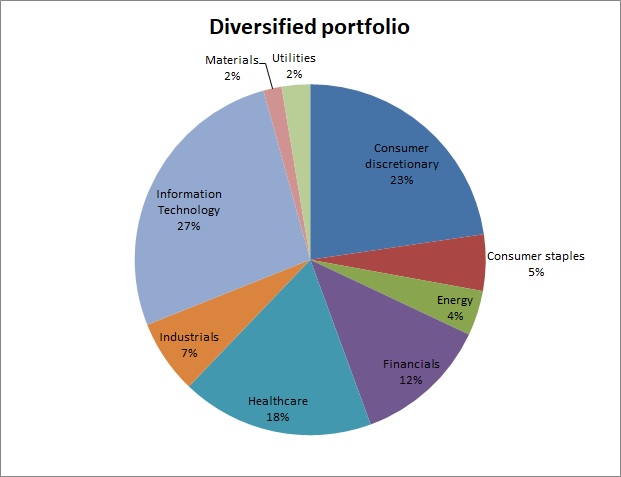 Diversified portfolio
Materials
2%
Utilities
2%
Consumer
discretionary
23%
Consumer staples
5%
Energy
4%
Financials
12%
Healthcare
18%
Industrials
7%
Information
Technology
27%